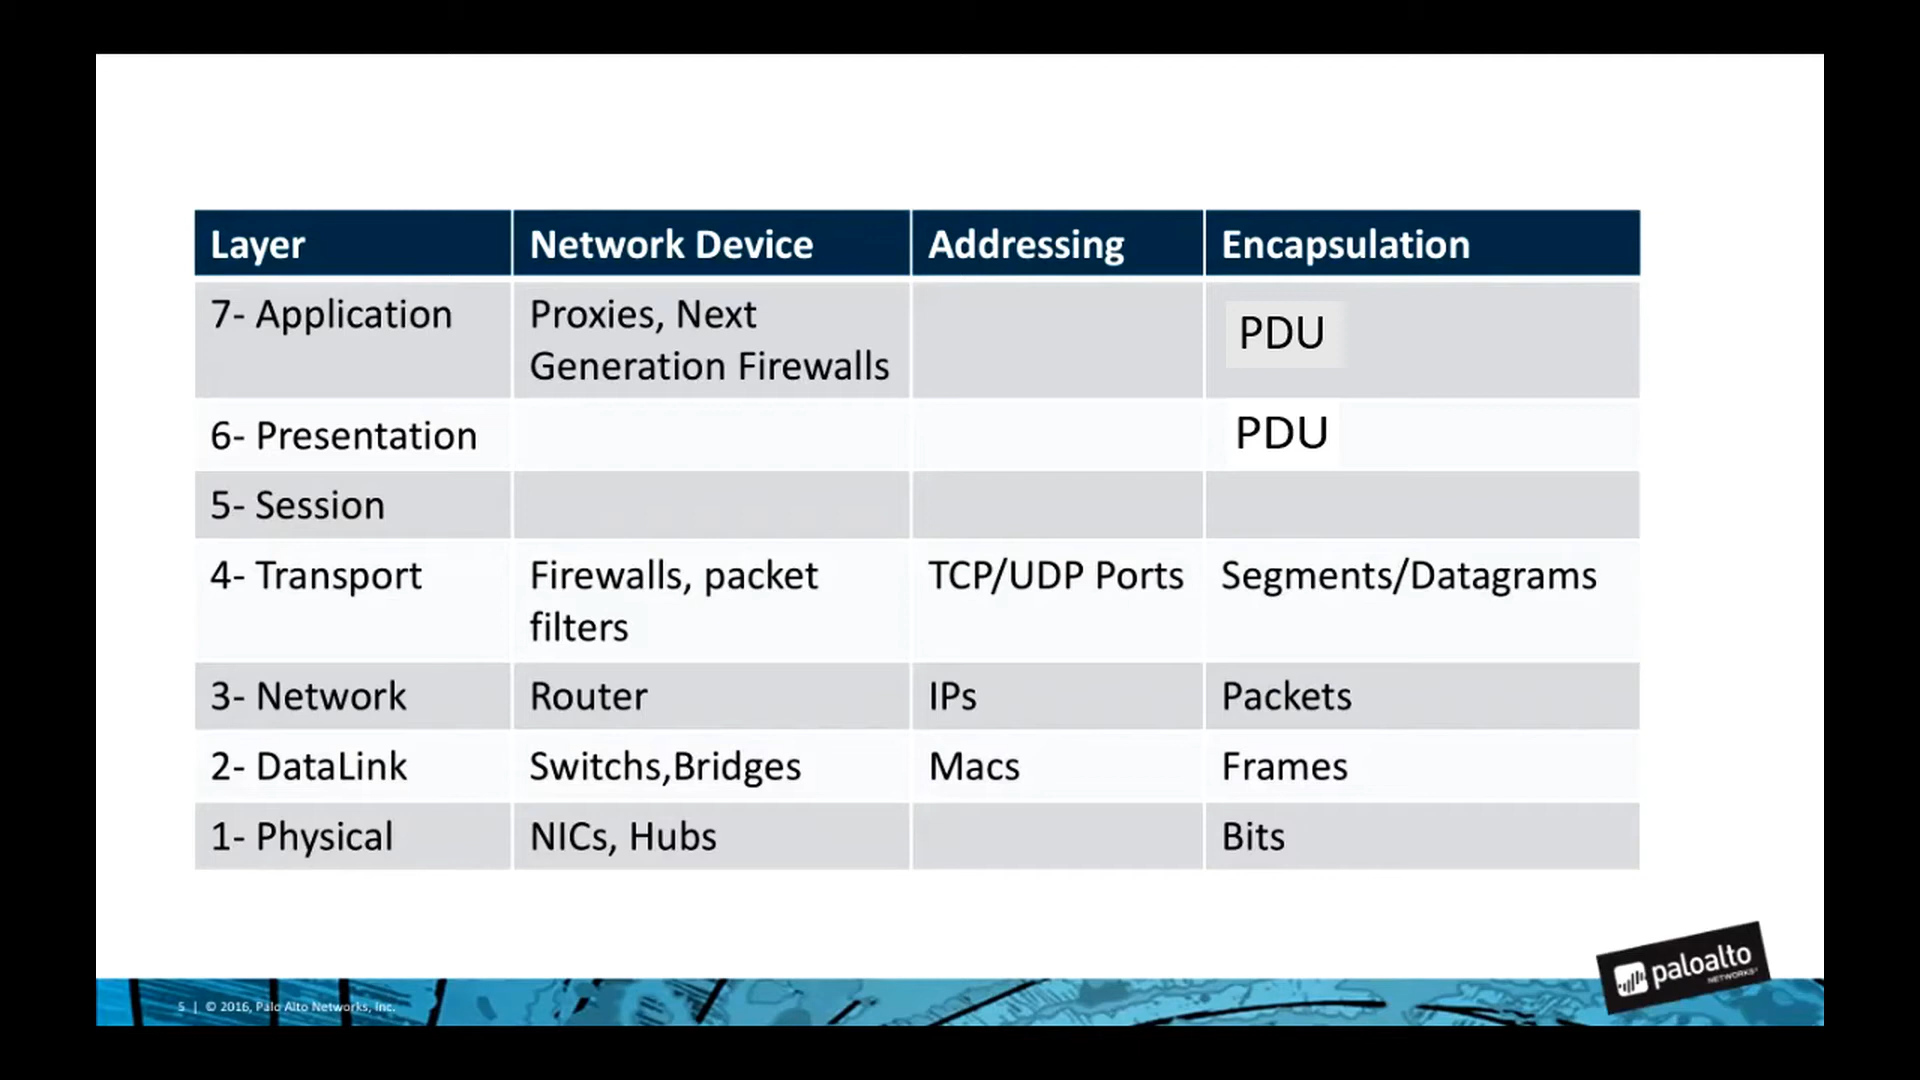 Layer Network Device Addressing Encapsulation
7- Application Proxies, Next PDU
Generation Firewalls
6- Presentation PDU
5- Session
4- Transport Firewalls, packet TCP/UDP Ports Segments/Datagrams
filters
3- Network Router IPs Packets
2- DataLink Switchs,Bridges Macs Frames
1- Physical NICs, Hubs Bits
paloalto
NETWORKS
5 | © 2016, Palo Alto Networks, Inc.